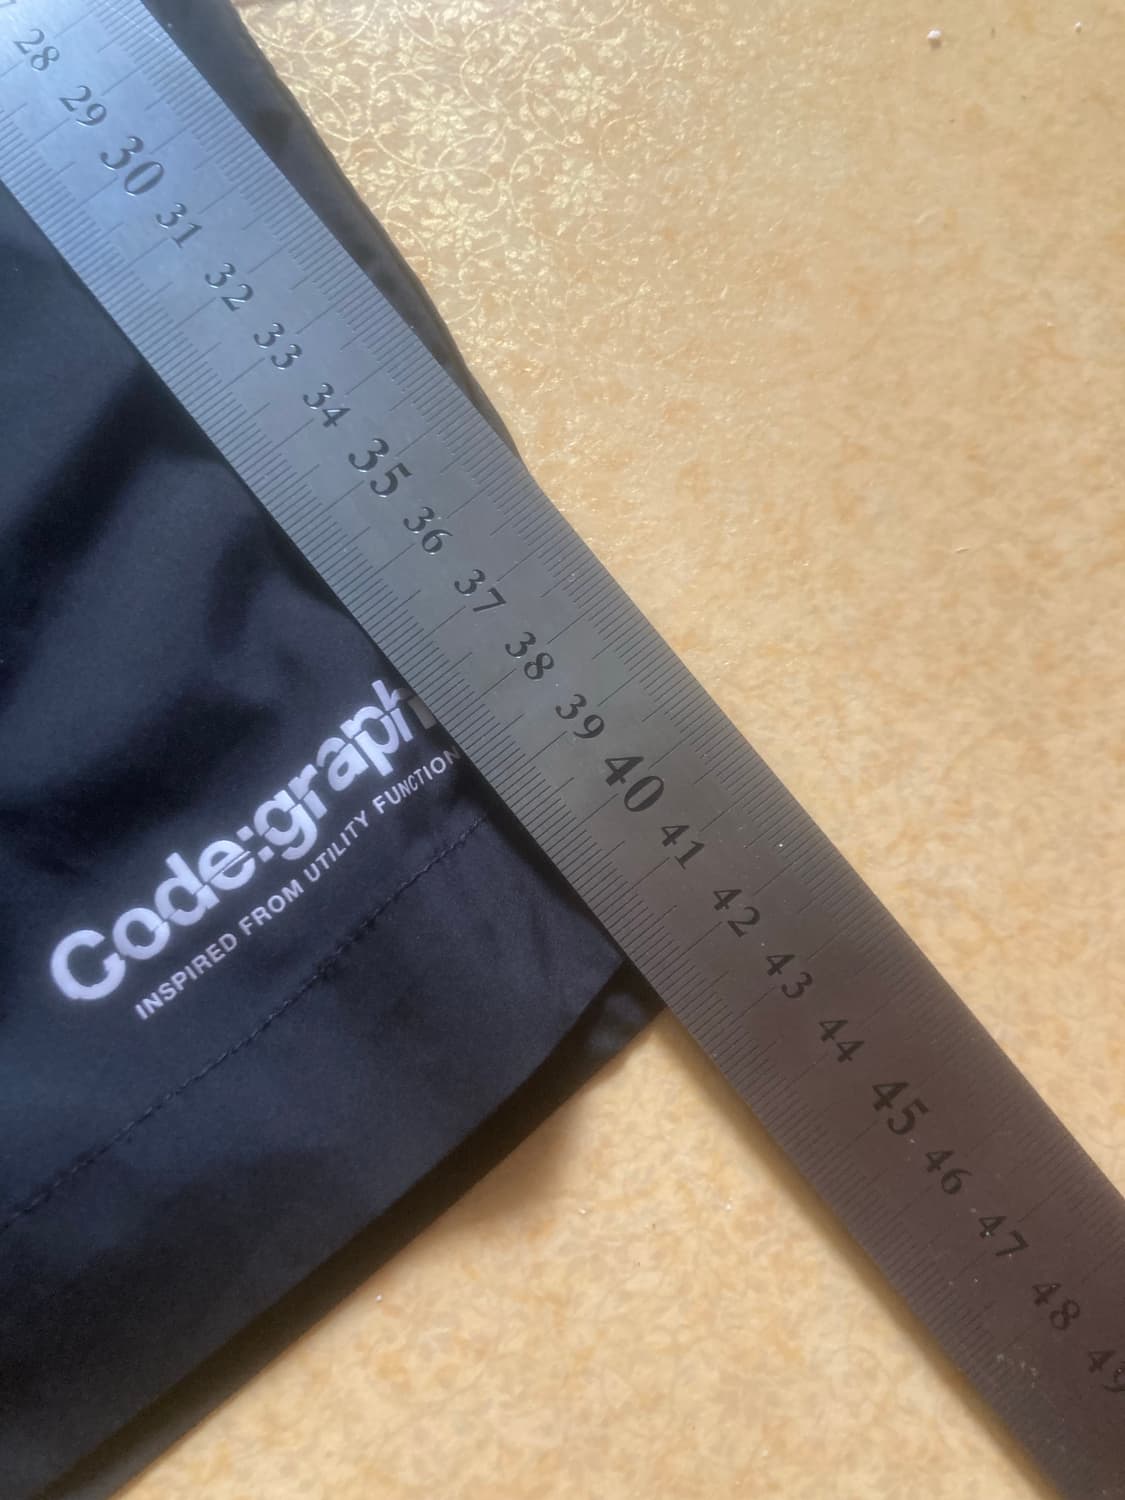 28 29 30 31 32 33 34 35 36 37 38 39 40 41 42 43 44 45 46 47 48 49
Code:graph
INSPIRED FROM UTILITY FUNCTION